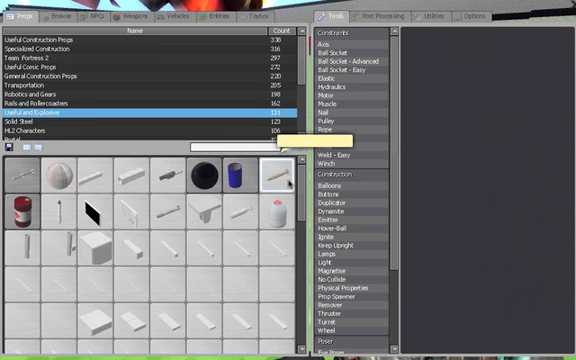 Props Browse NPCs Weapons Vehicles Entities Toybox
Name Count
Useful Construction Props 338
Specialized Construction 316
Team Fortress 2 297
Useful Comic Props 272
General Construction Props 220
Transportation 205
Robotics and Gears 198
Rails and Rollercoasters 162
Useful and Explosive 131
Solid Steel 123
HL2 Characters 106
Portal
Tools Post Processing Utilities Options
Constraints
Axis
Ball Socket
Ball Socket - Advanced
Ball Socket - Easy
Elastic
Hydraulics
Motor
Muscle
Nail
Pulley
Rope
Weld - Easy
Winch
Construction
Balloons
Buttons
Duplicator
Dynamite
Emitter
Hover-Ball
Ignite
Keep Upright
Lamps
Light
Magnetise
No Collide
Physical Properties
Prop Spawner
Remover
Thruster
Turret
Wheel
Poser
Eye Poser